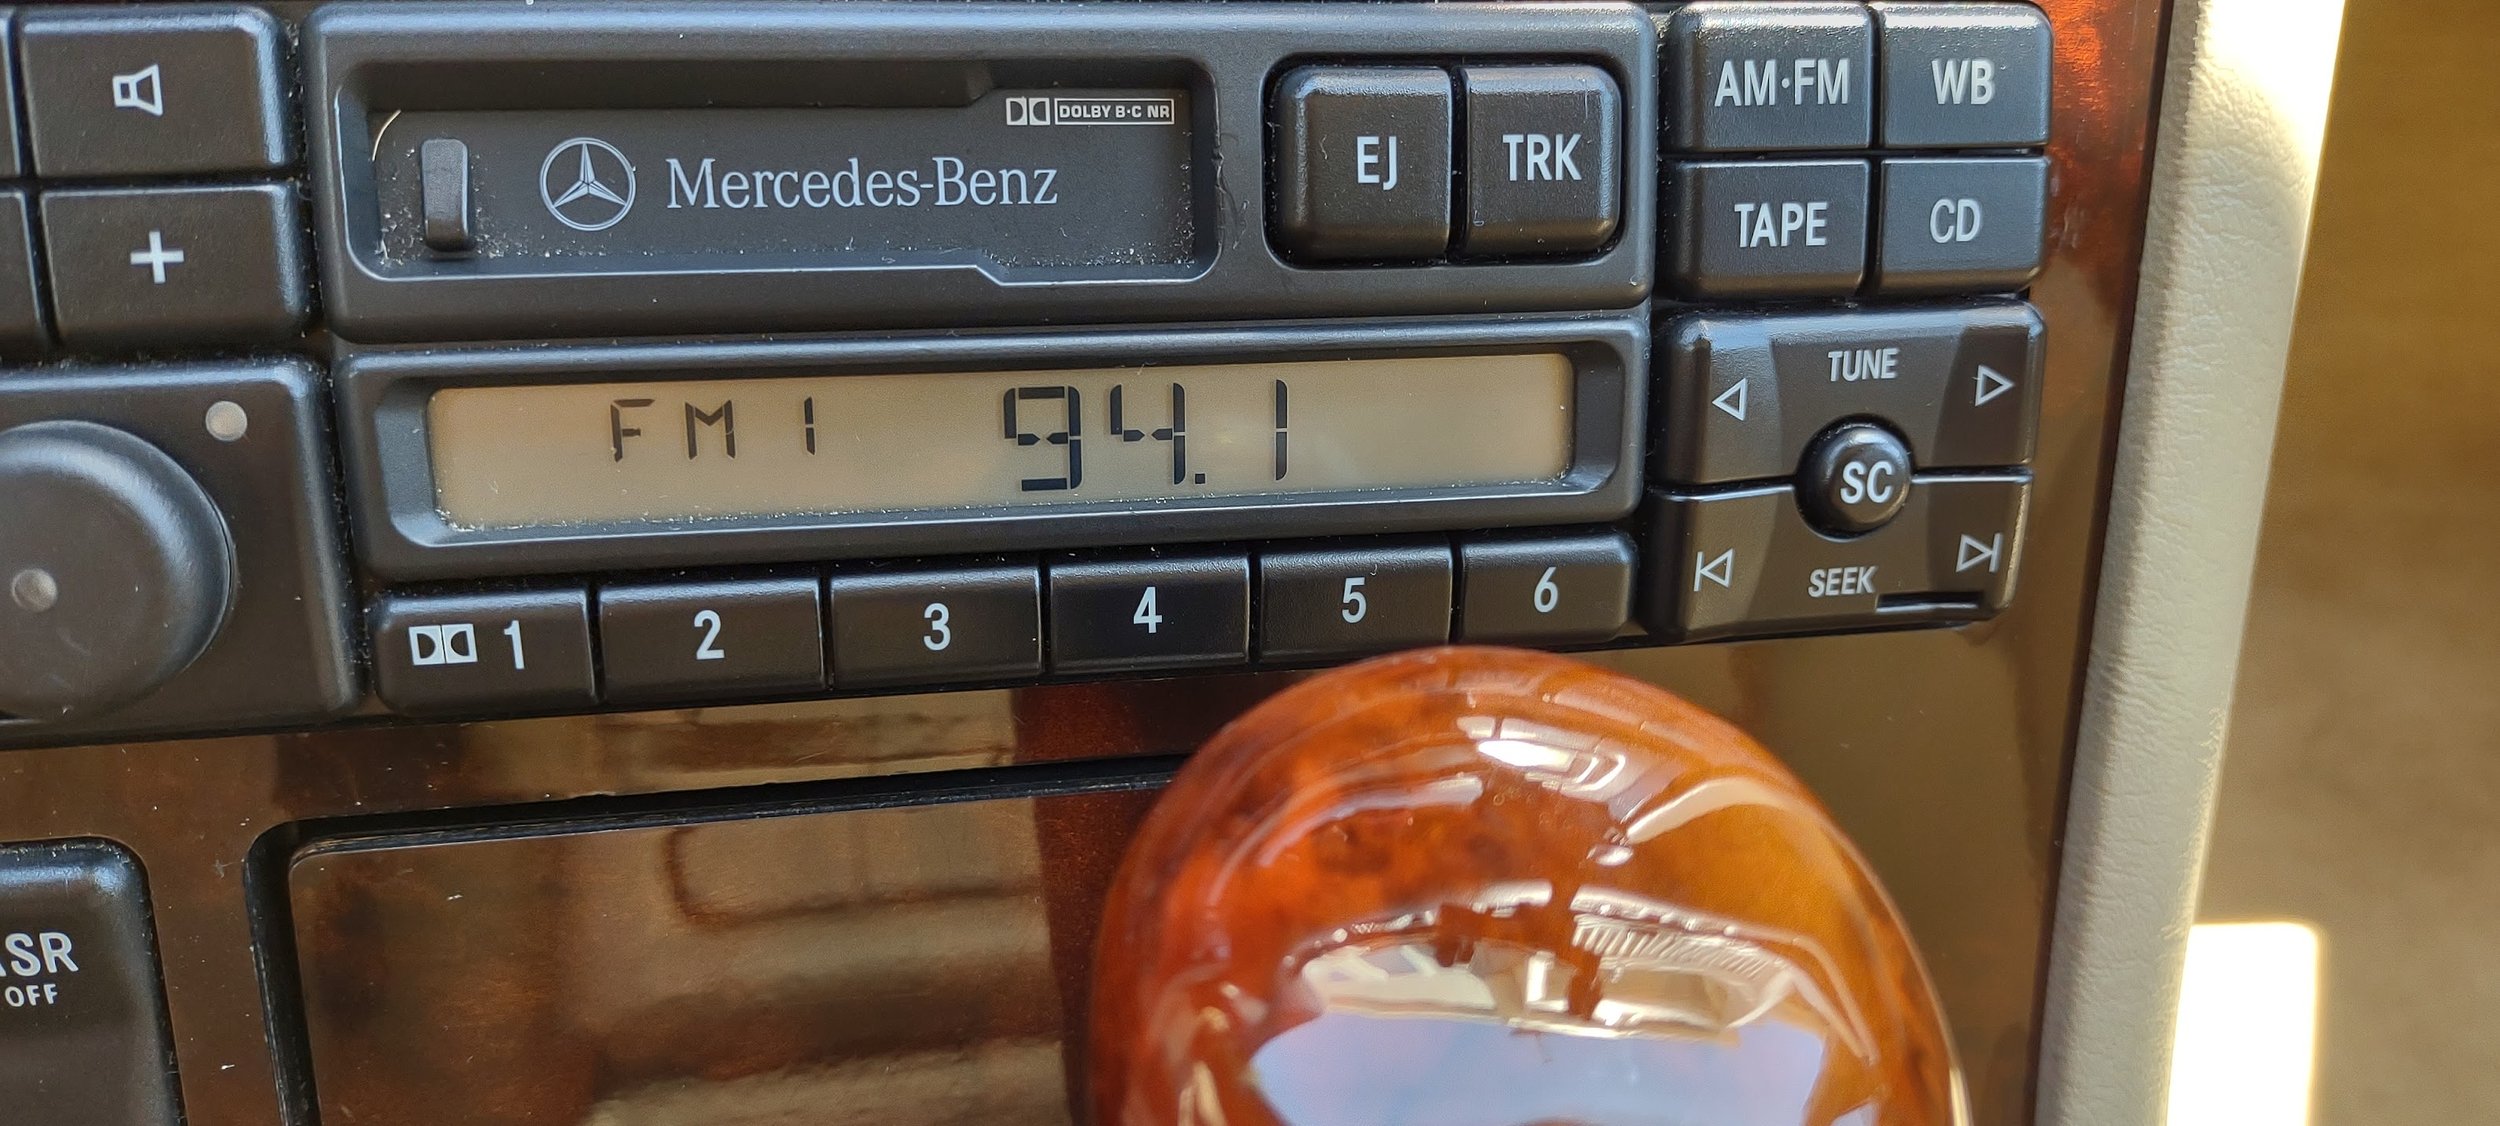 DOLBY B·C NR
Mercedes-Benz
EJ TRK
AM·FM WB
TAPE CD
+
FM1 94.1
TUNE
SC
SEEK
1 2 3 4 5 6
ASR
OFF